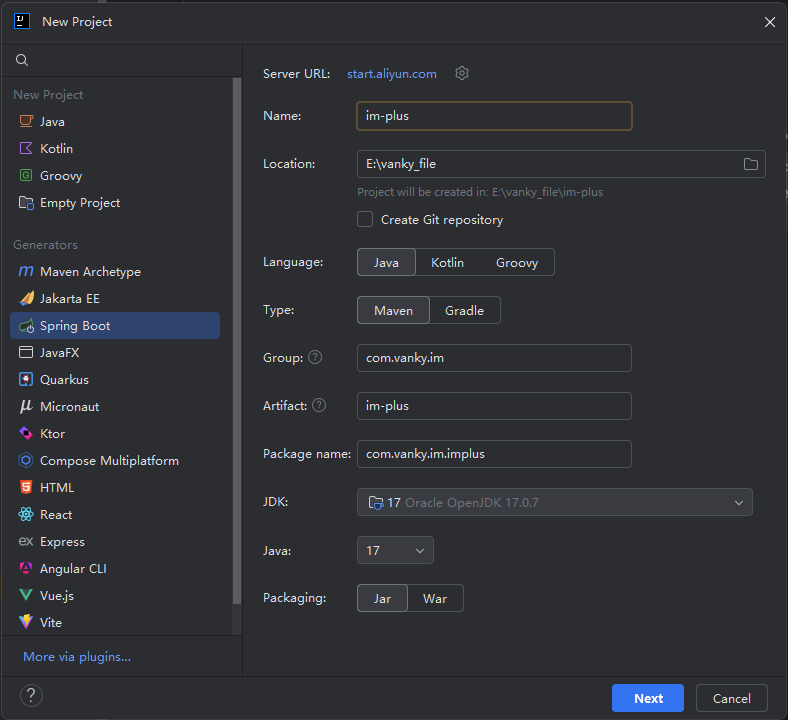 New Project
Server URL: start.aliyun.com
New Project
Java
Kotlin
Groovy
Empty Project
Generators
Maven Archetype
Jakarta EE
Spring Boot
JavaFX
Quarkus
Micronaut
Ktor
Compose Multiplatform
HTML
React
Express
Angular CLI
Vue.js
Vite
More via plugins...
Name: im-plus
Location: E:\vanky_file
Project will be created in: E:\vanky_file\im-plus
Create Git repository
Language: Java Kotlin Groovy
Type: Maven Gradle
Group: com.vanky.im
Artifact: im-plus
Package name: com.vanky.im.implus
JDK: 17 Oracle OpenJDK 17.0.7
Java: 17
Packaging: Jar War
Next Cancel